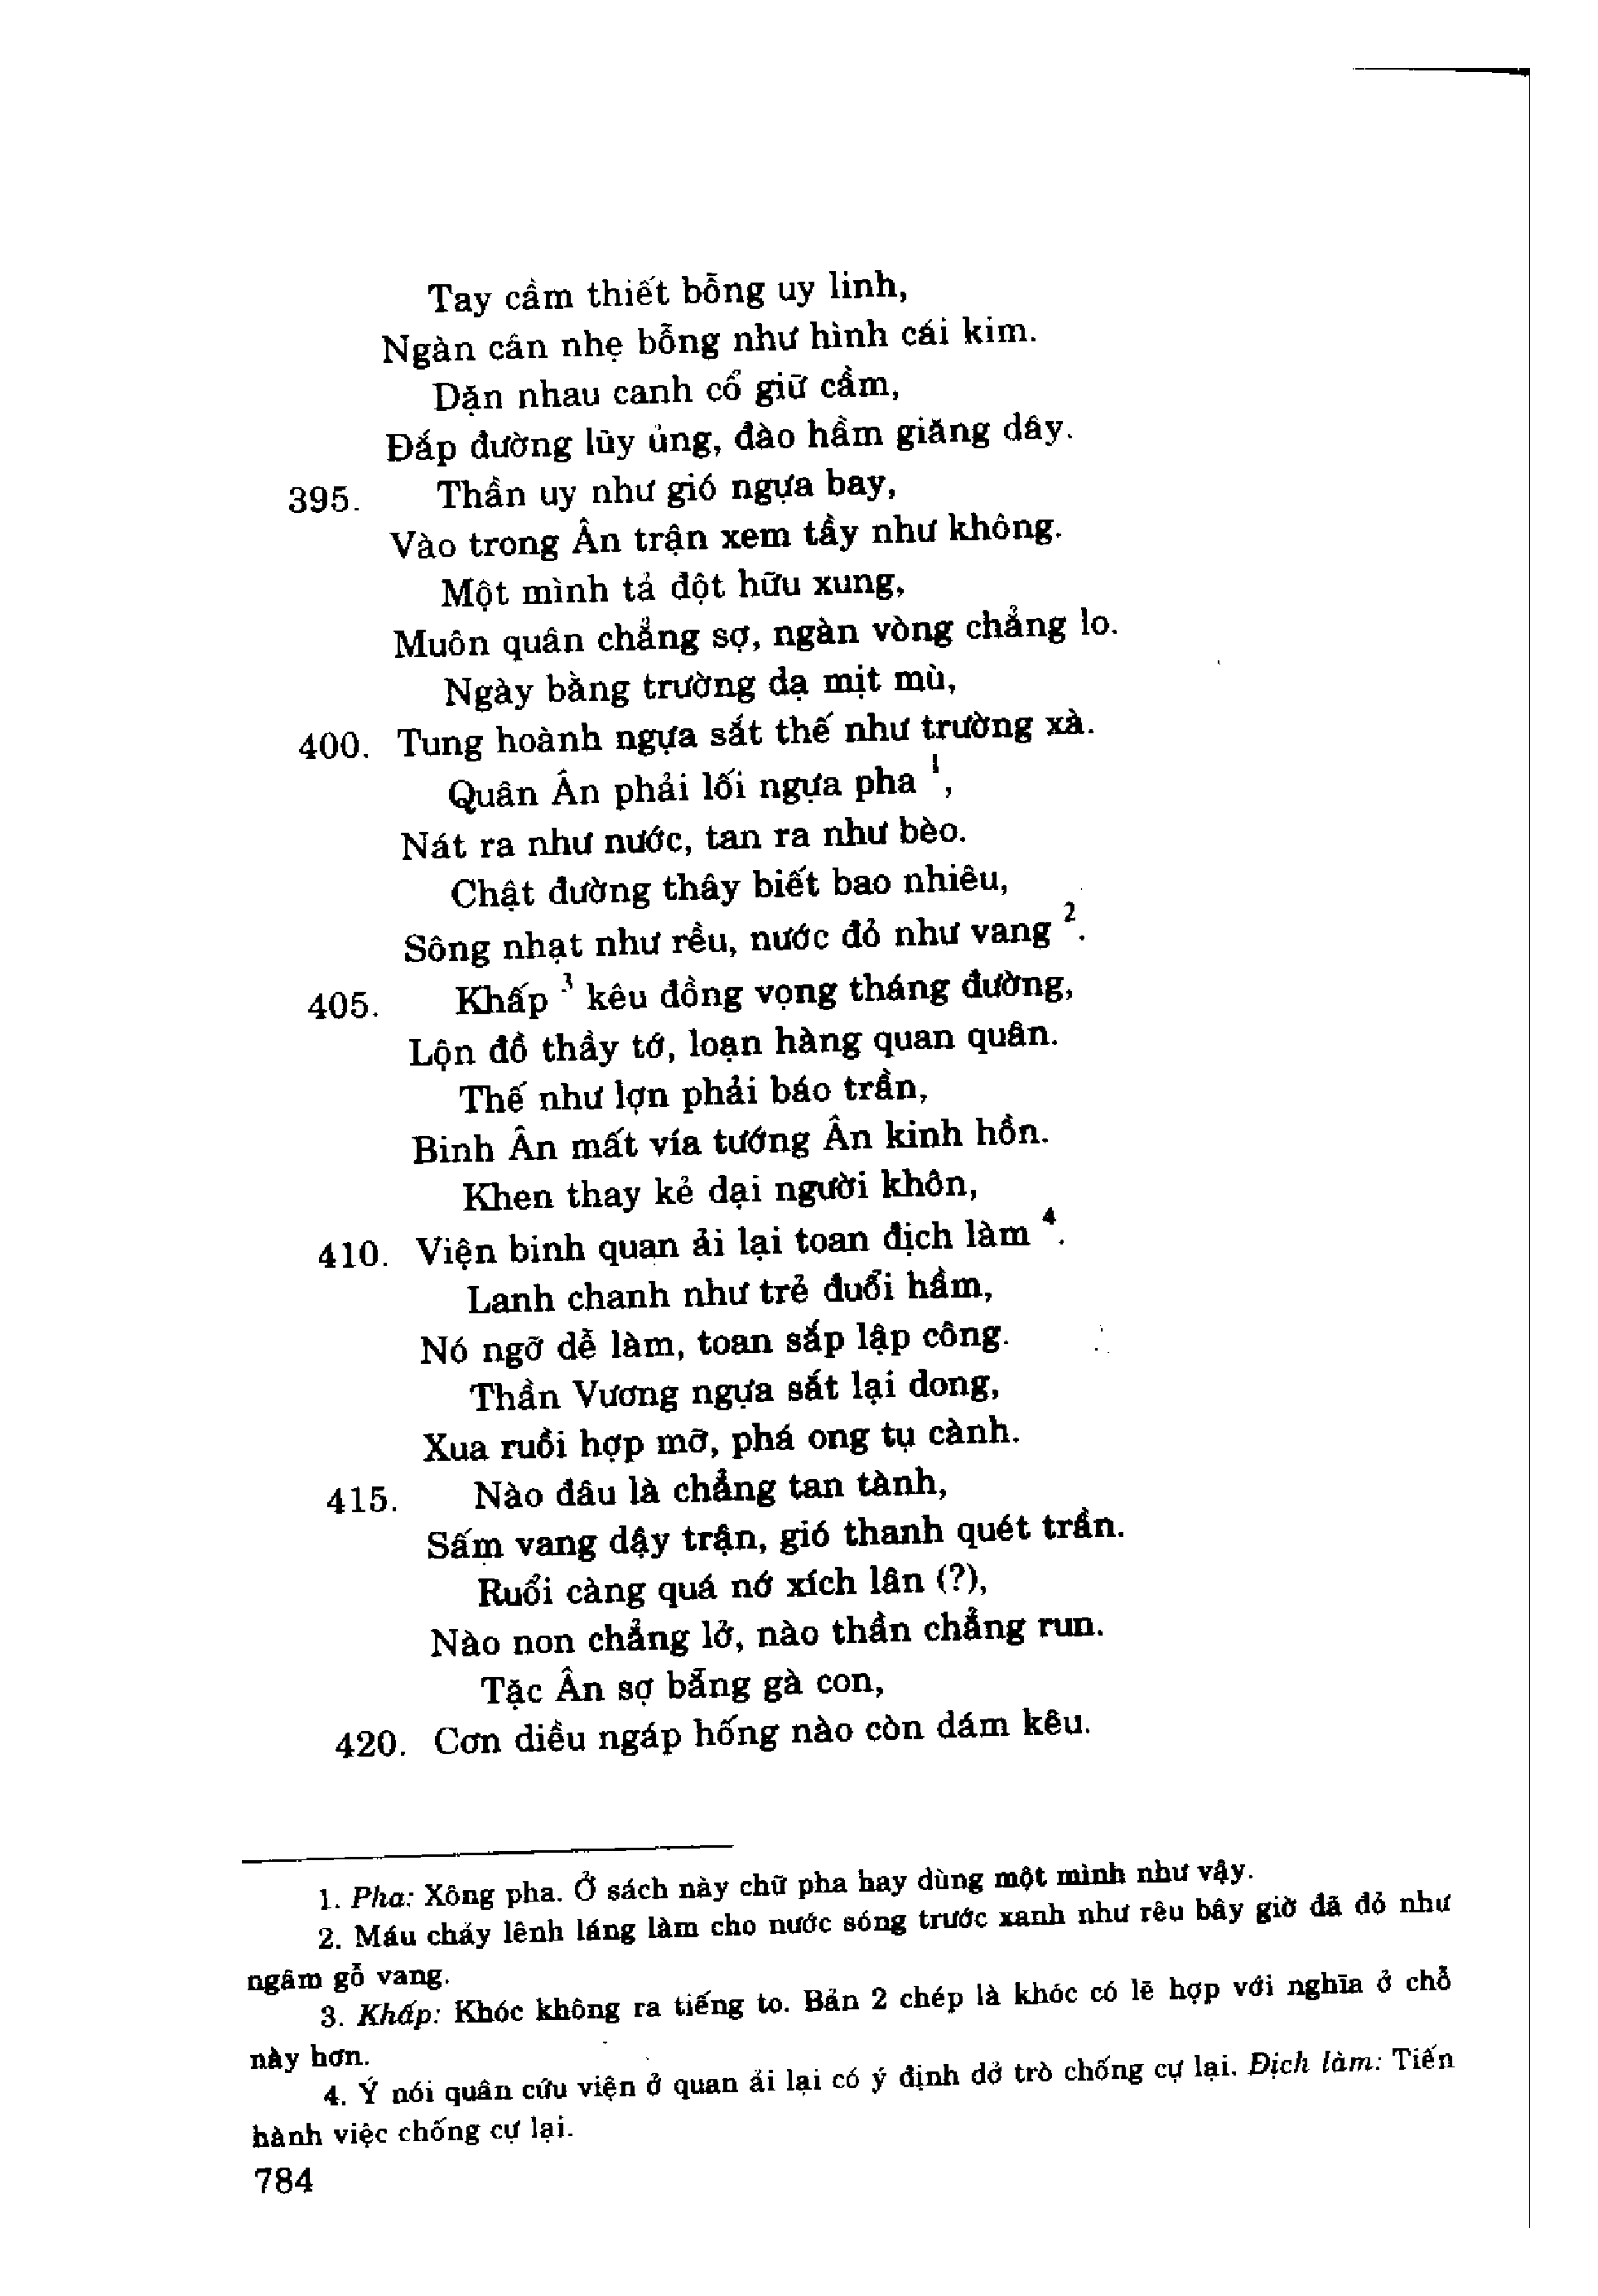 Tay cầm thiết bỗng uy linh,
Ngàn cân nhẹ bỗng như hình cái kim.
Dặn nhau canh cổ giữ cầm,
Đắp đường lũy ủng, đào hầm giăng dây.
395. Thần uy như gió ngựa bay,
Vào trong Ân trận xem tầy như không.
Một mình tả đột hữu xung,
Muôn quân chẳng sợ, ngàn vòng chẳng lo.
Ngày bằng trường dạ mịt mù,
400. Tung hoành ngựa sắt thế như trường xà.
Quân Ân phải lối ngựa pha 1,
Nát ra như nước, tan ra như bèo.
Chật đường thây biết bao nhiêu,
Sông nhạt như rều, nước đỏ như vang 2.
405. Khấp 3 kêu đồng vọng tháng đường,
Lộn đồ thầy tớ, loạn hàng quan quân.
Thế như lợn phải báo trần,
Binh Ân mất vía tướng Ân kinh hồn.
Khen thay kẻ dại người khôn,
410. Viện binh quan ải lại toan địch làm 4.
Lanh chanh như trẻ đuổi hầm,
Nó ngỡ dễ làm, toan sắp lập công.
Thần Vương ngựa sắt lại dong,
Xua ruồi hợp mỡ, phá ong tụ cành.
415. Nào đâu là chẳng tan tành,
Sấm vang dậy trận, gió thanh quét trần.
Ruổi càng quá nớ xích lân (?),
Nào non chẳng lở, nào thần chẳng run.
Tặc Ân sợ bẵng gà con,
420. Cơn diều ngáp hống nào còn dám kêu.
1. Pha: Xông pha. Ở sách này chữ pha hay dùng một mình như vậy.
2. Máu chảy lênh láng làm cho nước sóng trước xanh như rêu bây giờ đã đỏ như
ngâm gỗ vang.
3. Khấp: Khóc không ra tiếng to. Bản 2 chép là khóc có lẽ hợp với nghĩa ở chỗ
này hơn.
4. Ý nói quân cứu viện ở quan ải lại có ý định dở trò chống cự lại. Địch làm: Tiến
hành việc chống cự lại.
784